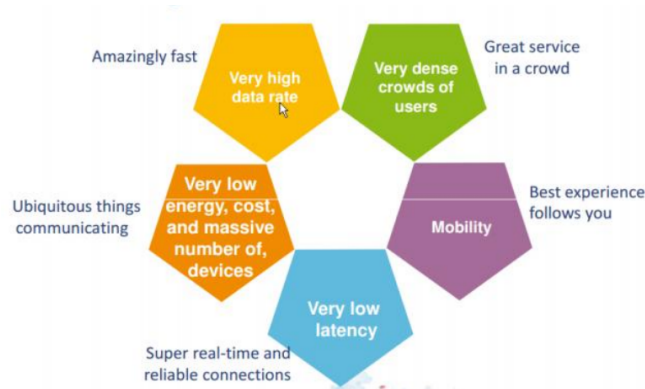 Amazingly fast
Very high
data rate
Very dense
crowds of
users
Great service
in a crowd
Ubiquitous things
communicating
Very low
energy, cost,
and massive
number of,
devices
Mobility
Best experience
follows you
Very low
latency
Super real-time and
reliable connections